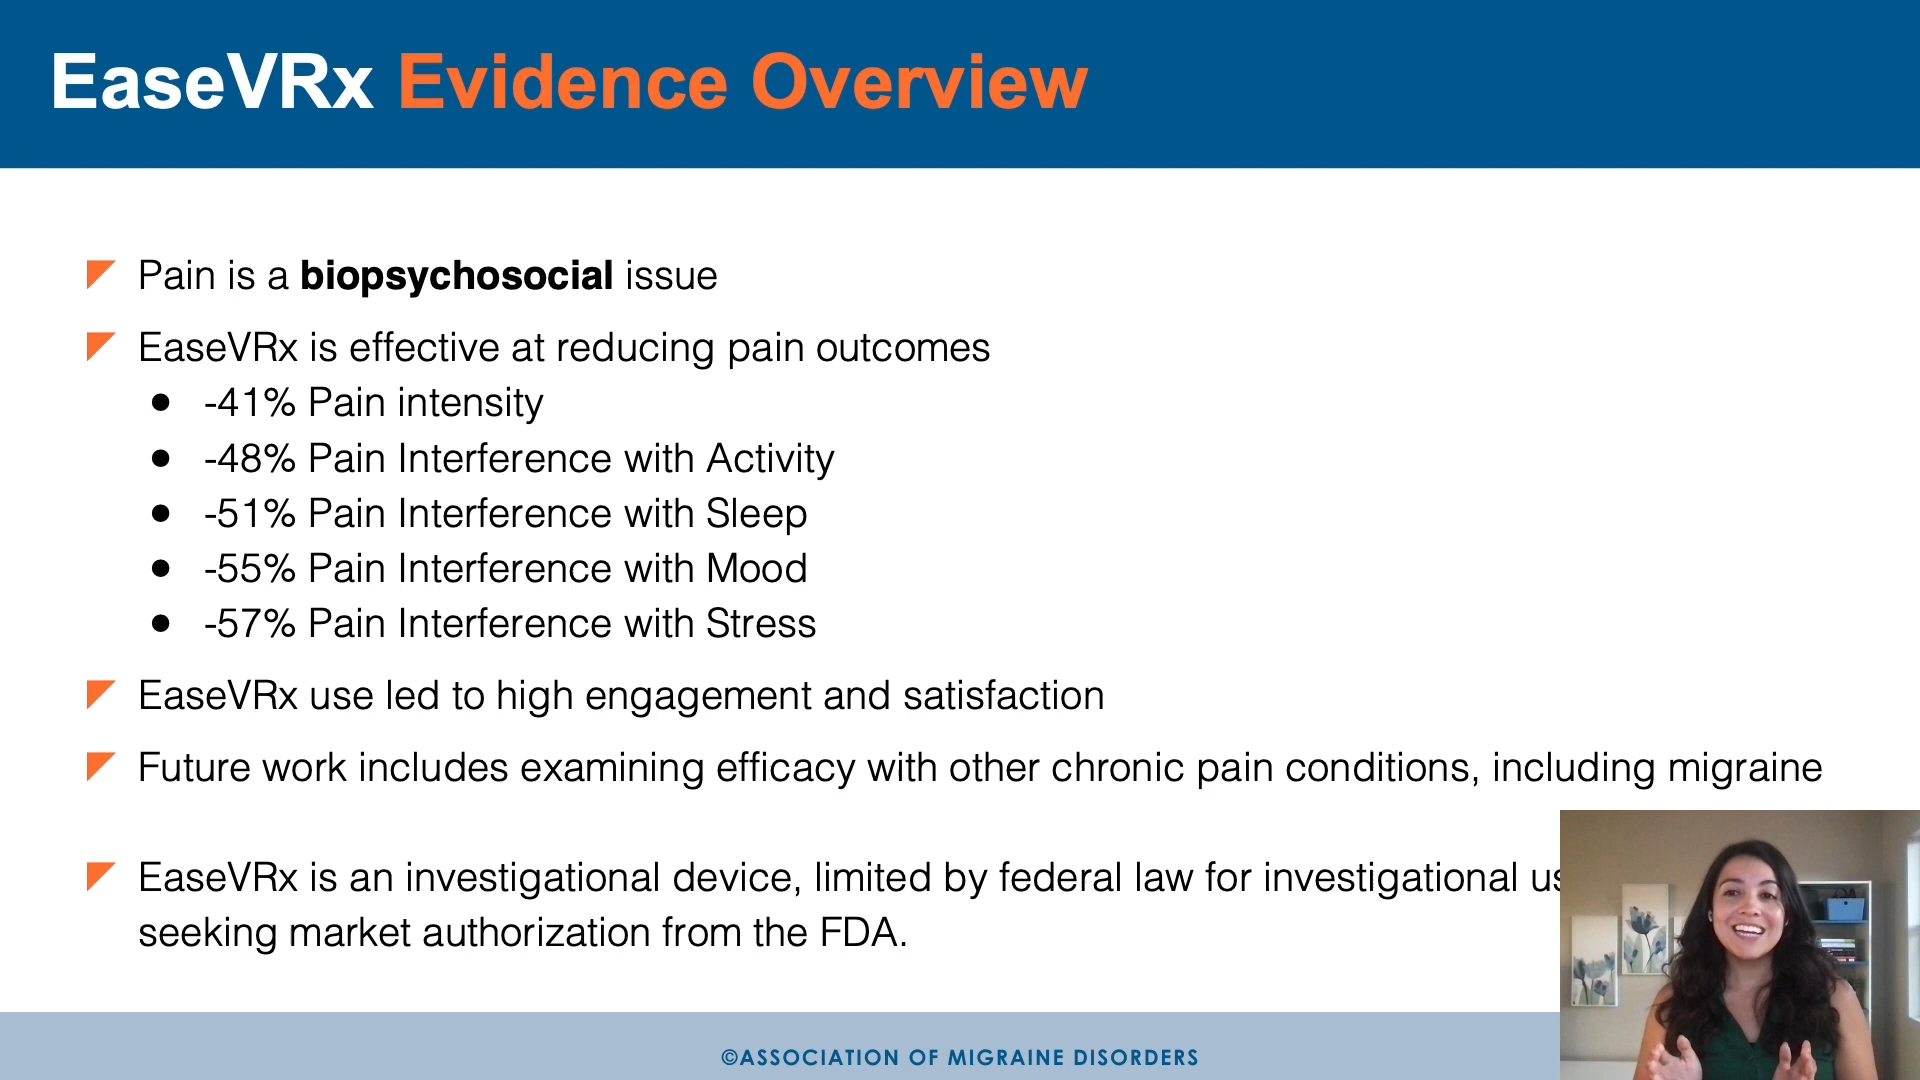 EaseVRx Evidence Overview
Pain is a biopsychosocial issue
EaseVRx is effective at reducing pain outcomes
● -41% Pain intensity
● -48% Pain Interference with Activity
● -51% Pain Interference with Sleep
● -55% Pain Interference with Mood
● -57% Pain Interference with Stress
EaseVRx use led to high engagement and satisfaction
Future work includes examining efficacy with other chronic pain conditions, including migraine
EaseVRx is an investigational device, limited by federal law for investigational
seeking market authorization from the FDA.
©ASSOCIATION OF MIGRAINE DISORDERS